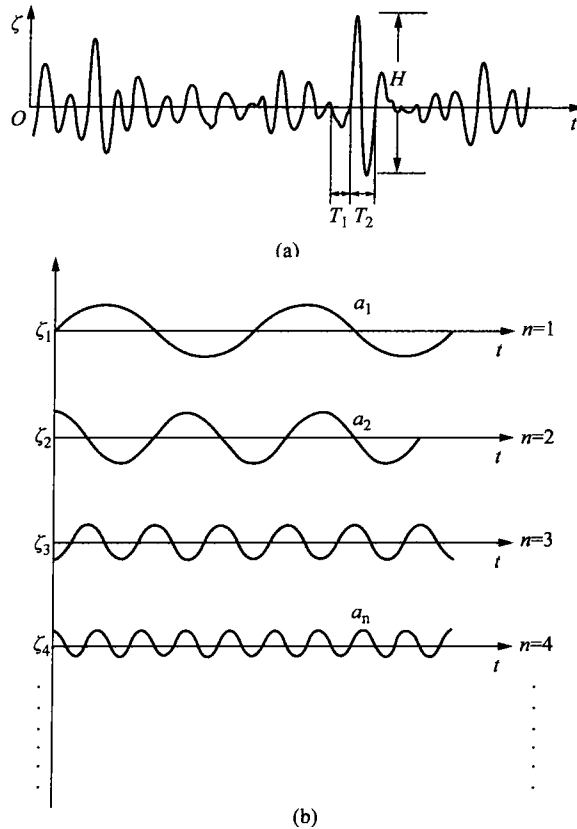 ζ
H
O
t
T₁ T₂
(a)
ζ₁ a₁ t n=1
ζ₂ a₂ t n=2
ζ₃ t n=3
ζ₄ aₙ t n=4
(b)